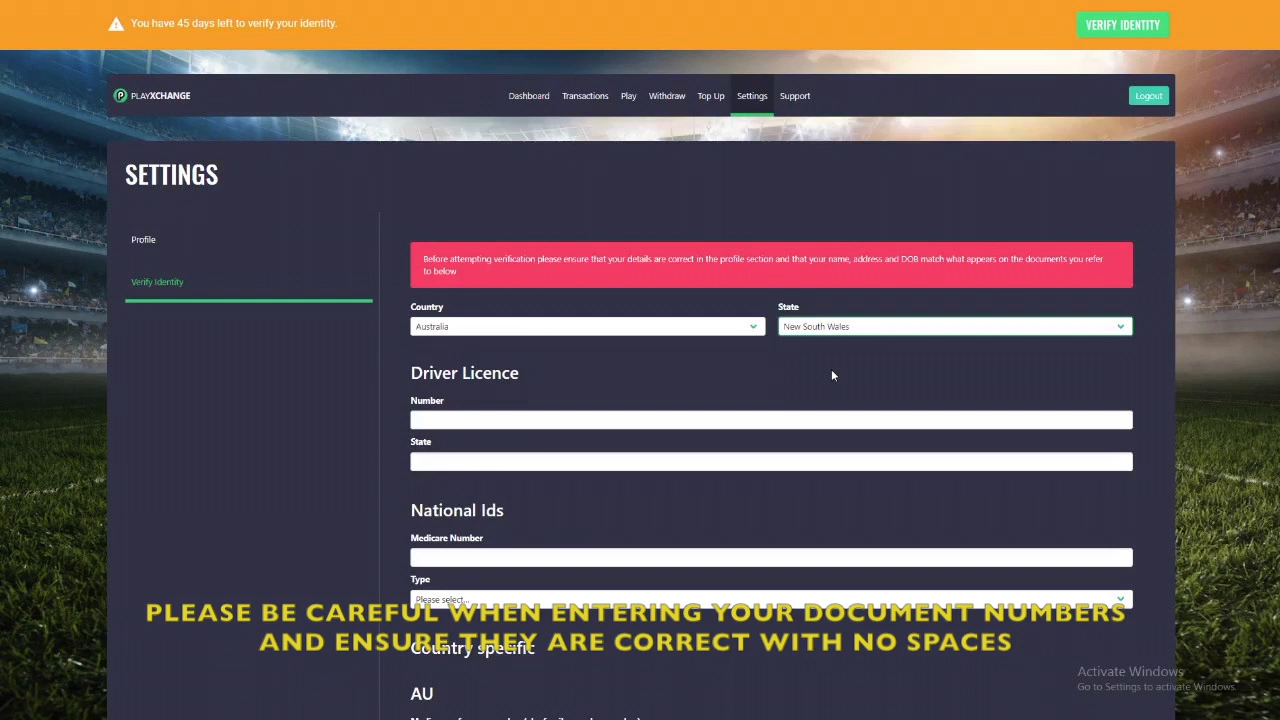 You have 45 days left to verify your identity.
VERIFY IDENTITY
PLAYXCHANGE
Dashboard Transactions Play Withdraw Top Up Settings Support
Logout
SETTINGS
Profile
Verify Identity
Before attempting verification please ensure that your details are correct in the profile section and that your name, address and DOB match what appears on the documents you refer
to below
Country State
Australia New South Wales
Driver Licence
Number
State
National Ids
Medicare Number
Type
Please select...
PLEASE BE CAREFUL WHEN ENTERING YOUR DOCUMENT NUMBERS
AND ENSURE THEY ARE CORRECT WITH NO SPACES
Country specific
Activate Windows
Go to Settings to activate Windows.
AU